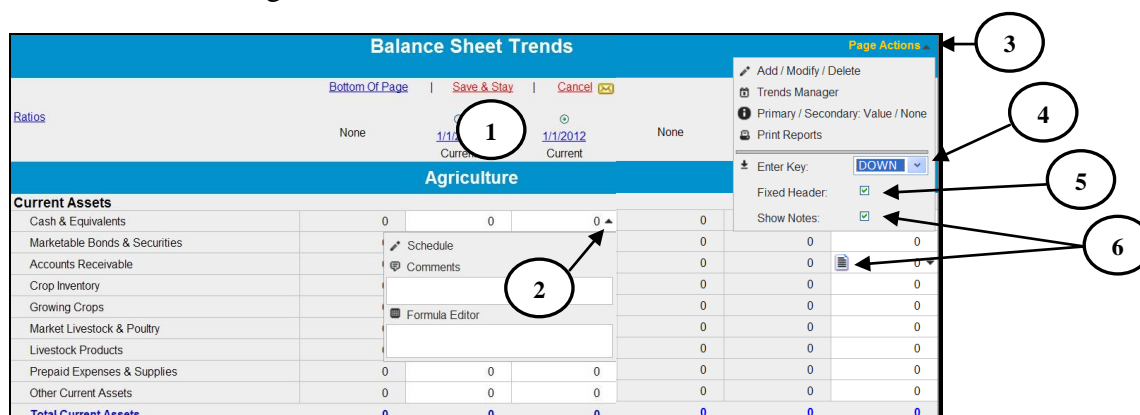 Balance Sheet Trends
Page Actions
Bottom Of Page | Save & Stay | Cancel
Add / Modify / Delete
Trends Manager
Primary / Secondary: Value / None
Print Reports
Enter Key: DOWN
Fixed Header:
Show Notes:
Ratios
None 1/1/2012 None
Current Current
Agriculture
Current Assets
Cash & Equivalents 0 0 0 0
Marketable Bonds & Securities 0 0 0
Accounts Receivable 0 0 0
Crop Inventory 0 0 0
Growing Crops 0 0 0
Market Livestock & Poultry 0 0 0
Livestock Products 0 0 0
Prepaid Expenses & Supplies 0 0 0 0 0 0
Other Current Assets 0 0 0 0 0 0
Total Current Assets 0 0 0 0 0 0
Schedule
Comments
Formula Editor
1
2
3
4
5
6